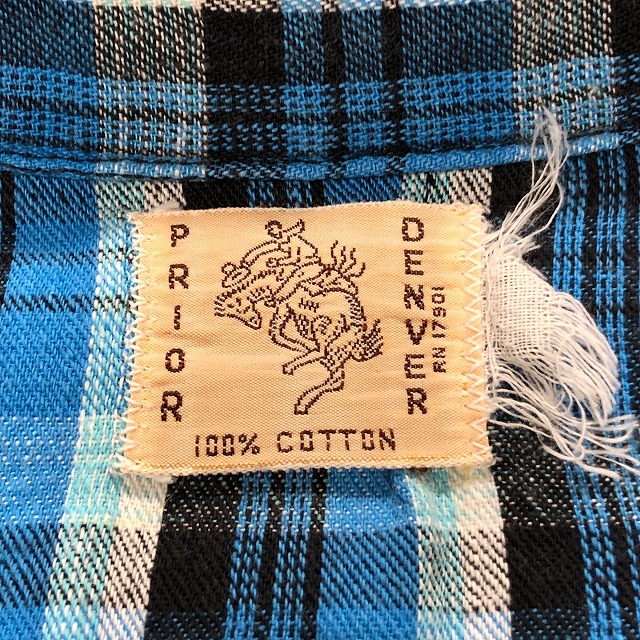 PRIOR
DENVER
RN 17901
100% COTTON